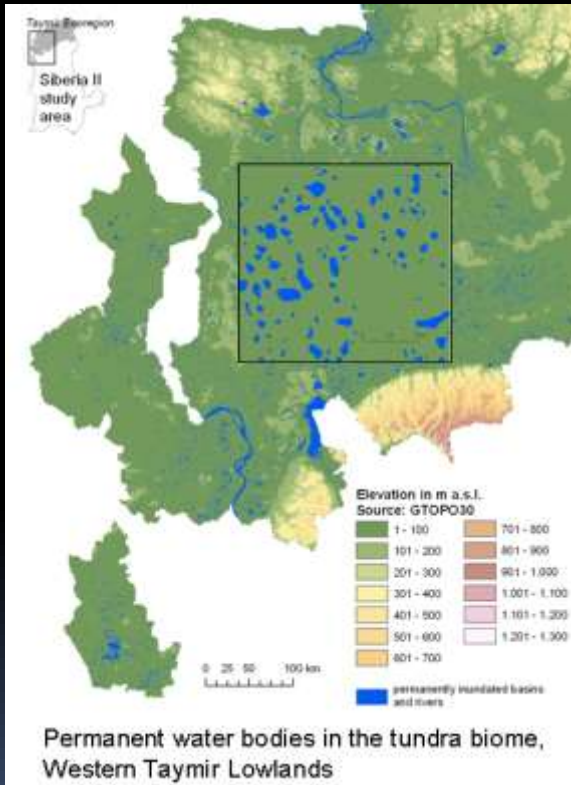 Taymir Ecoregion
Siberia II
study
area
Elevation in m a.s.l.
Source: GTOPO30
1 - 100
101 - 200
201 - 300
301 - 400
401 - 500
501 - 600
601 - 700
701 - 800
801 - 900
901 - 1.000
1.001 - 1.100
1.101 - 1.200
1.201 - 1.300
0 25 50 100 km
permanently inundated basins
and rivers
Permanent water bodies in the tundra biome,
Western Taymir Lowlands